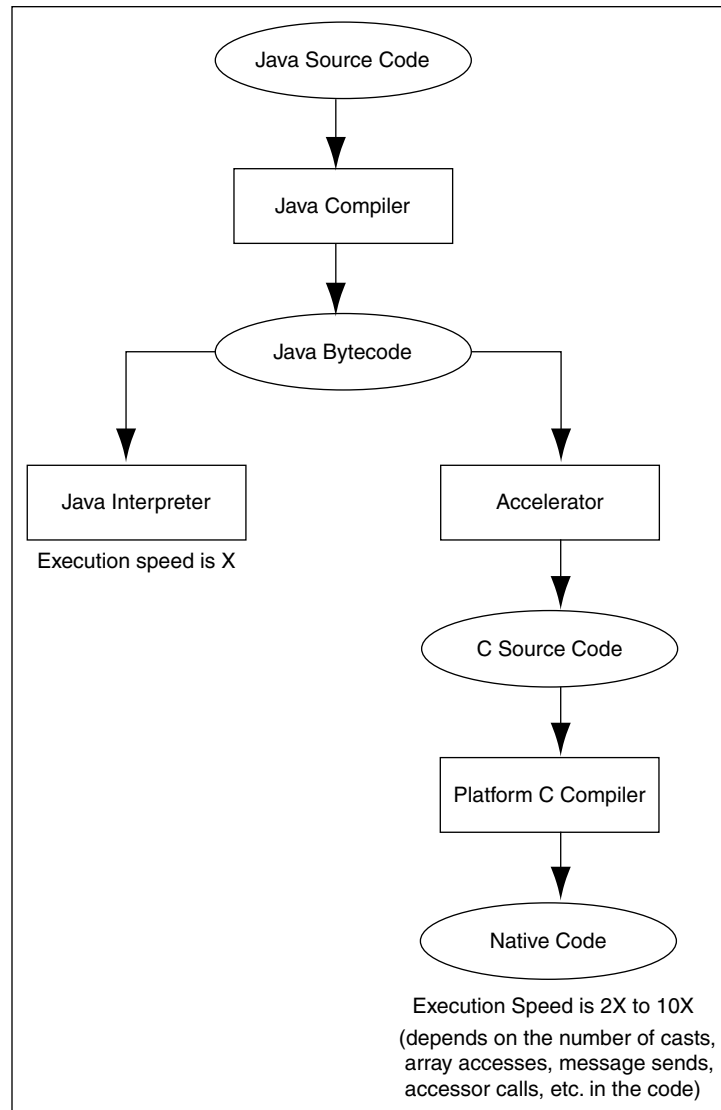 Java Source Code
Java Compiler
Java Bytecode
Java Interpreter
Execution speed is X
Accelerator
C Source Code
Platform C Compiler
Native Code
Execution Speed is 2X to 10X
(depends on the number of casts,
array accesses, message sends,
accessor calls, etc. in the code)